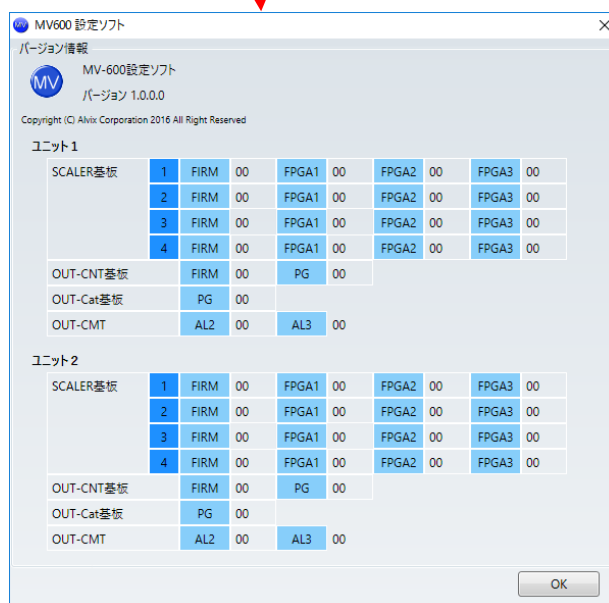 MV600 設定ソフト
バージョン情報
MV
MV-600設定ソフト
バージョン 1.0.0.0
Copyright (C) Alvix Corporation 2016 All Right Reserved
ユニット1
SCALER基板 1 FIRM 00 FPGA1 00 FPGA2 00 FPGA3 00
2 FIRM 00 FPGA1 00 FPGA2 00 FPGA3 00
3 FIRM 00 FPGA1 00 FPGA2 00 FPGA3 00
4 FIRM 00 FPGA1 00 FPGA2 00 FPGA3 00
OUT-CNT基板 FIRM 00 PG 00
OUT-Cat基板 PG 00
OUT-CMT AL2 00 AL3 00
ユニット2
SCALER基板 1 FIRM 00 FPGA1 00 FPGA2 00 FPGA3 00
2 FIRM 00 FPGA1 00 FPGA2 00 FPGA3 00
3 FIRM 00 FPGA1 00 FPGA2 00 FPGA3 00
4 FIRM 00 FPGA1 00 FPGA2 00 FPGA3 00
OUT-CNT基板 FIRM 00 PG 00
OUT-Cat基板 PG 00
OUT-CMT AL2 00 AL3 00
OK